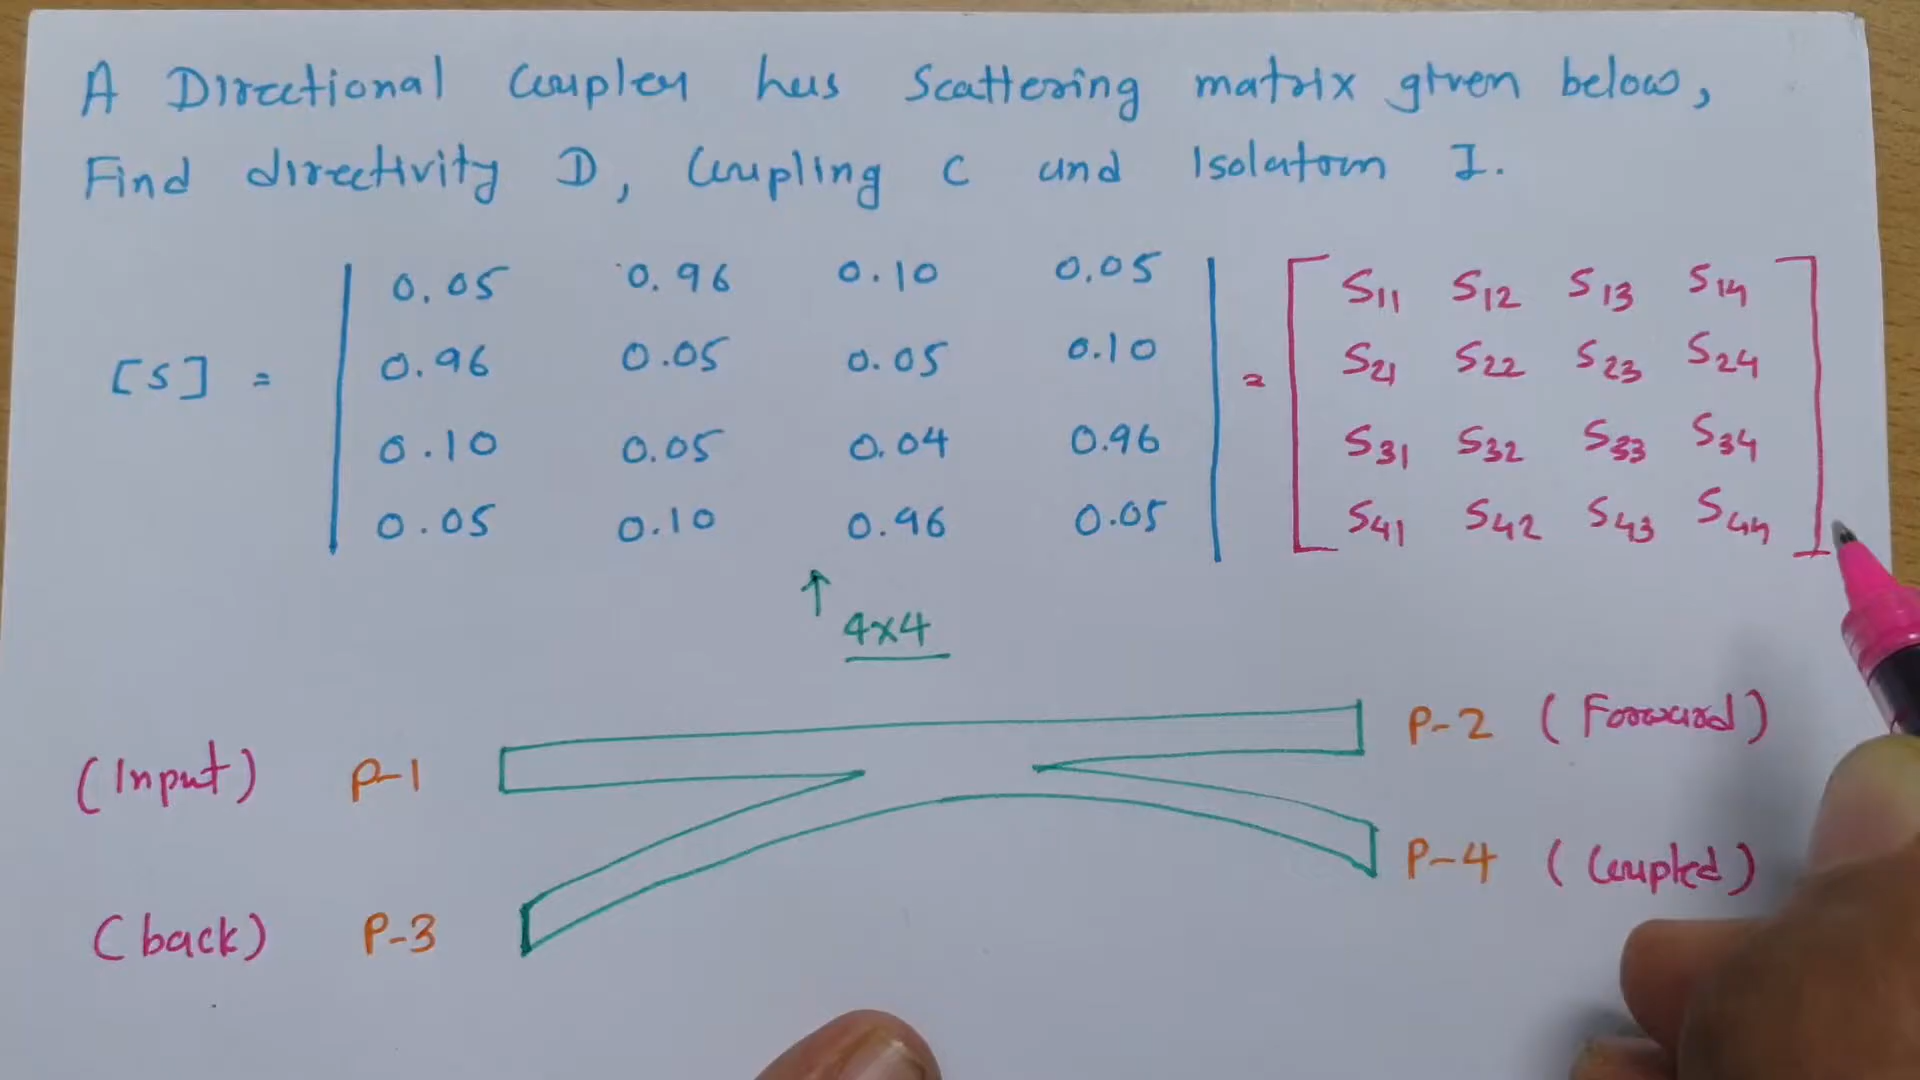 A Directional Coupler has Scattering matrix given below,
Find directivity D, Coupling C and Isolatoin I.
[S] = | 0.05 0.96 0.10 0.05 | = [ S11 S12 S13 S14 ]
0.96 0.05 0.05 0.10 S21 S22 S23 S24
0.10 0.05 0.04 0.96 S31 S32 S33 S34
0.05 0.10 0.96 0.05 S41 S42 S43 S44
↑ 4x4
(Input) P-1
P-2 (Forward)
P-4 (Coupled)
(back) P-3